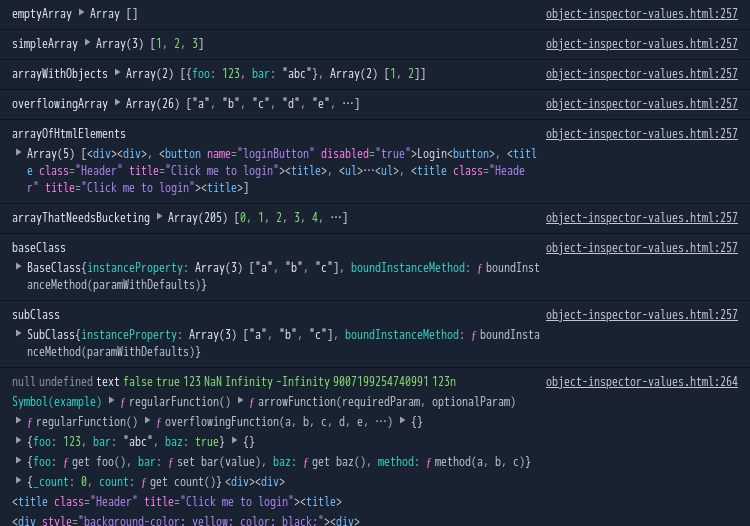 emptyArray ▶ Array [] object-inspector-values.html:257
simpleArray ▶ Array(3) [1, 2, 3] object-inspector-values.html:257
arrayWithObjects ▶ Array(2) [{foo: 123, bar: "abc"}, Array(2) [1, 2]] object-inspector-values.html:257
overflowingArray ▶ Array(26) ["a", "b", "c", "d", "e", …] object-inspector-values.html:257
arrayOfHtmlElements object-inspector-values.html:257
▶ Array(5) [<div><div>, <button name="loginButton" disabled="true">Login<button>, <titl
e class="Header" title="Click me to login"><title>, <ul>…<ul>, <title class="Heade
r" title="Click me to login"><title>]
arrayThatNeedsBucketing ▶ Array(205) [0, 1, 2, 3, 4, …] object-inspector-values.html:257
baseClass object-inspector-values.html:257
▶ BaseClass{instanceProperty: Array(3) ["a", "b", "c"], boundInstanceMethod: ƒ boundInst
anceMethod(paramWithDefaults)}
subClass object-inspector-values.html:257
▶ SubClass{instanceProperty: Array(3) ["a", "b", "c"], boundInstanceMethod: ƒ boundInsta
nceMethod(paramWithDefaults)}
null undefined text false true 123 NaN Infinity -Infinity 9007199254740991 123n object-inspector-values.html:264
Symbol(example) ▶ ƒ regularFunction() ▶ ƒ arrowFunction(requiredParam, optionalParam)
▶ ƒ regularFunction() ▶ ƒ overflowingFunction(a, b, c, d, e, …) ▶ {}
▶ {foo: 123, bar: "abc", baz: true} ▶ {}
▶ {foo: ƒ get foo(), bar: ƒ set bar(value), baz: ƒ get baz(), method: ƒ method(a, b, c)}
▶ {_count: 0, count: ƒ get count()} <div><div>
<title class="Header" title="Click me to login"><title>
<div style="background-color: yellow; color: black;"><div>